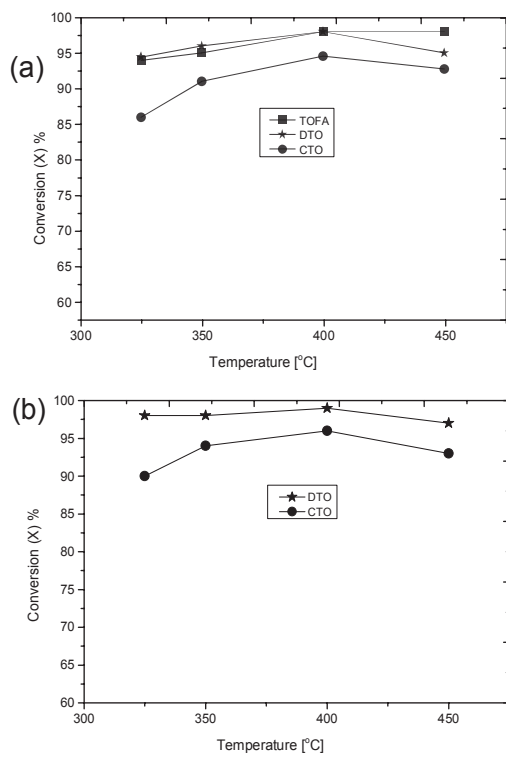 (a)
100
95
90
85
80
75
70
65
60
Conversion (X) %
TOFA
DTO
CTO
300
350
400
450
Temperature [°C]
(b)
100
95
90
85
80
75
70
65
60
Conversion (X) %
DTO
CTO
300
350
400
450
Temperature [°C]